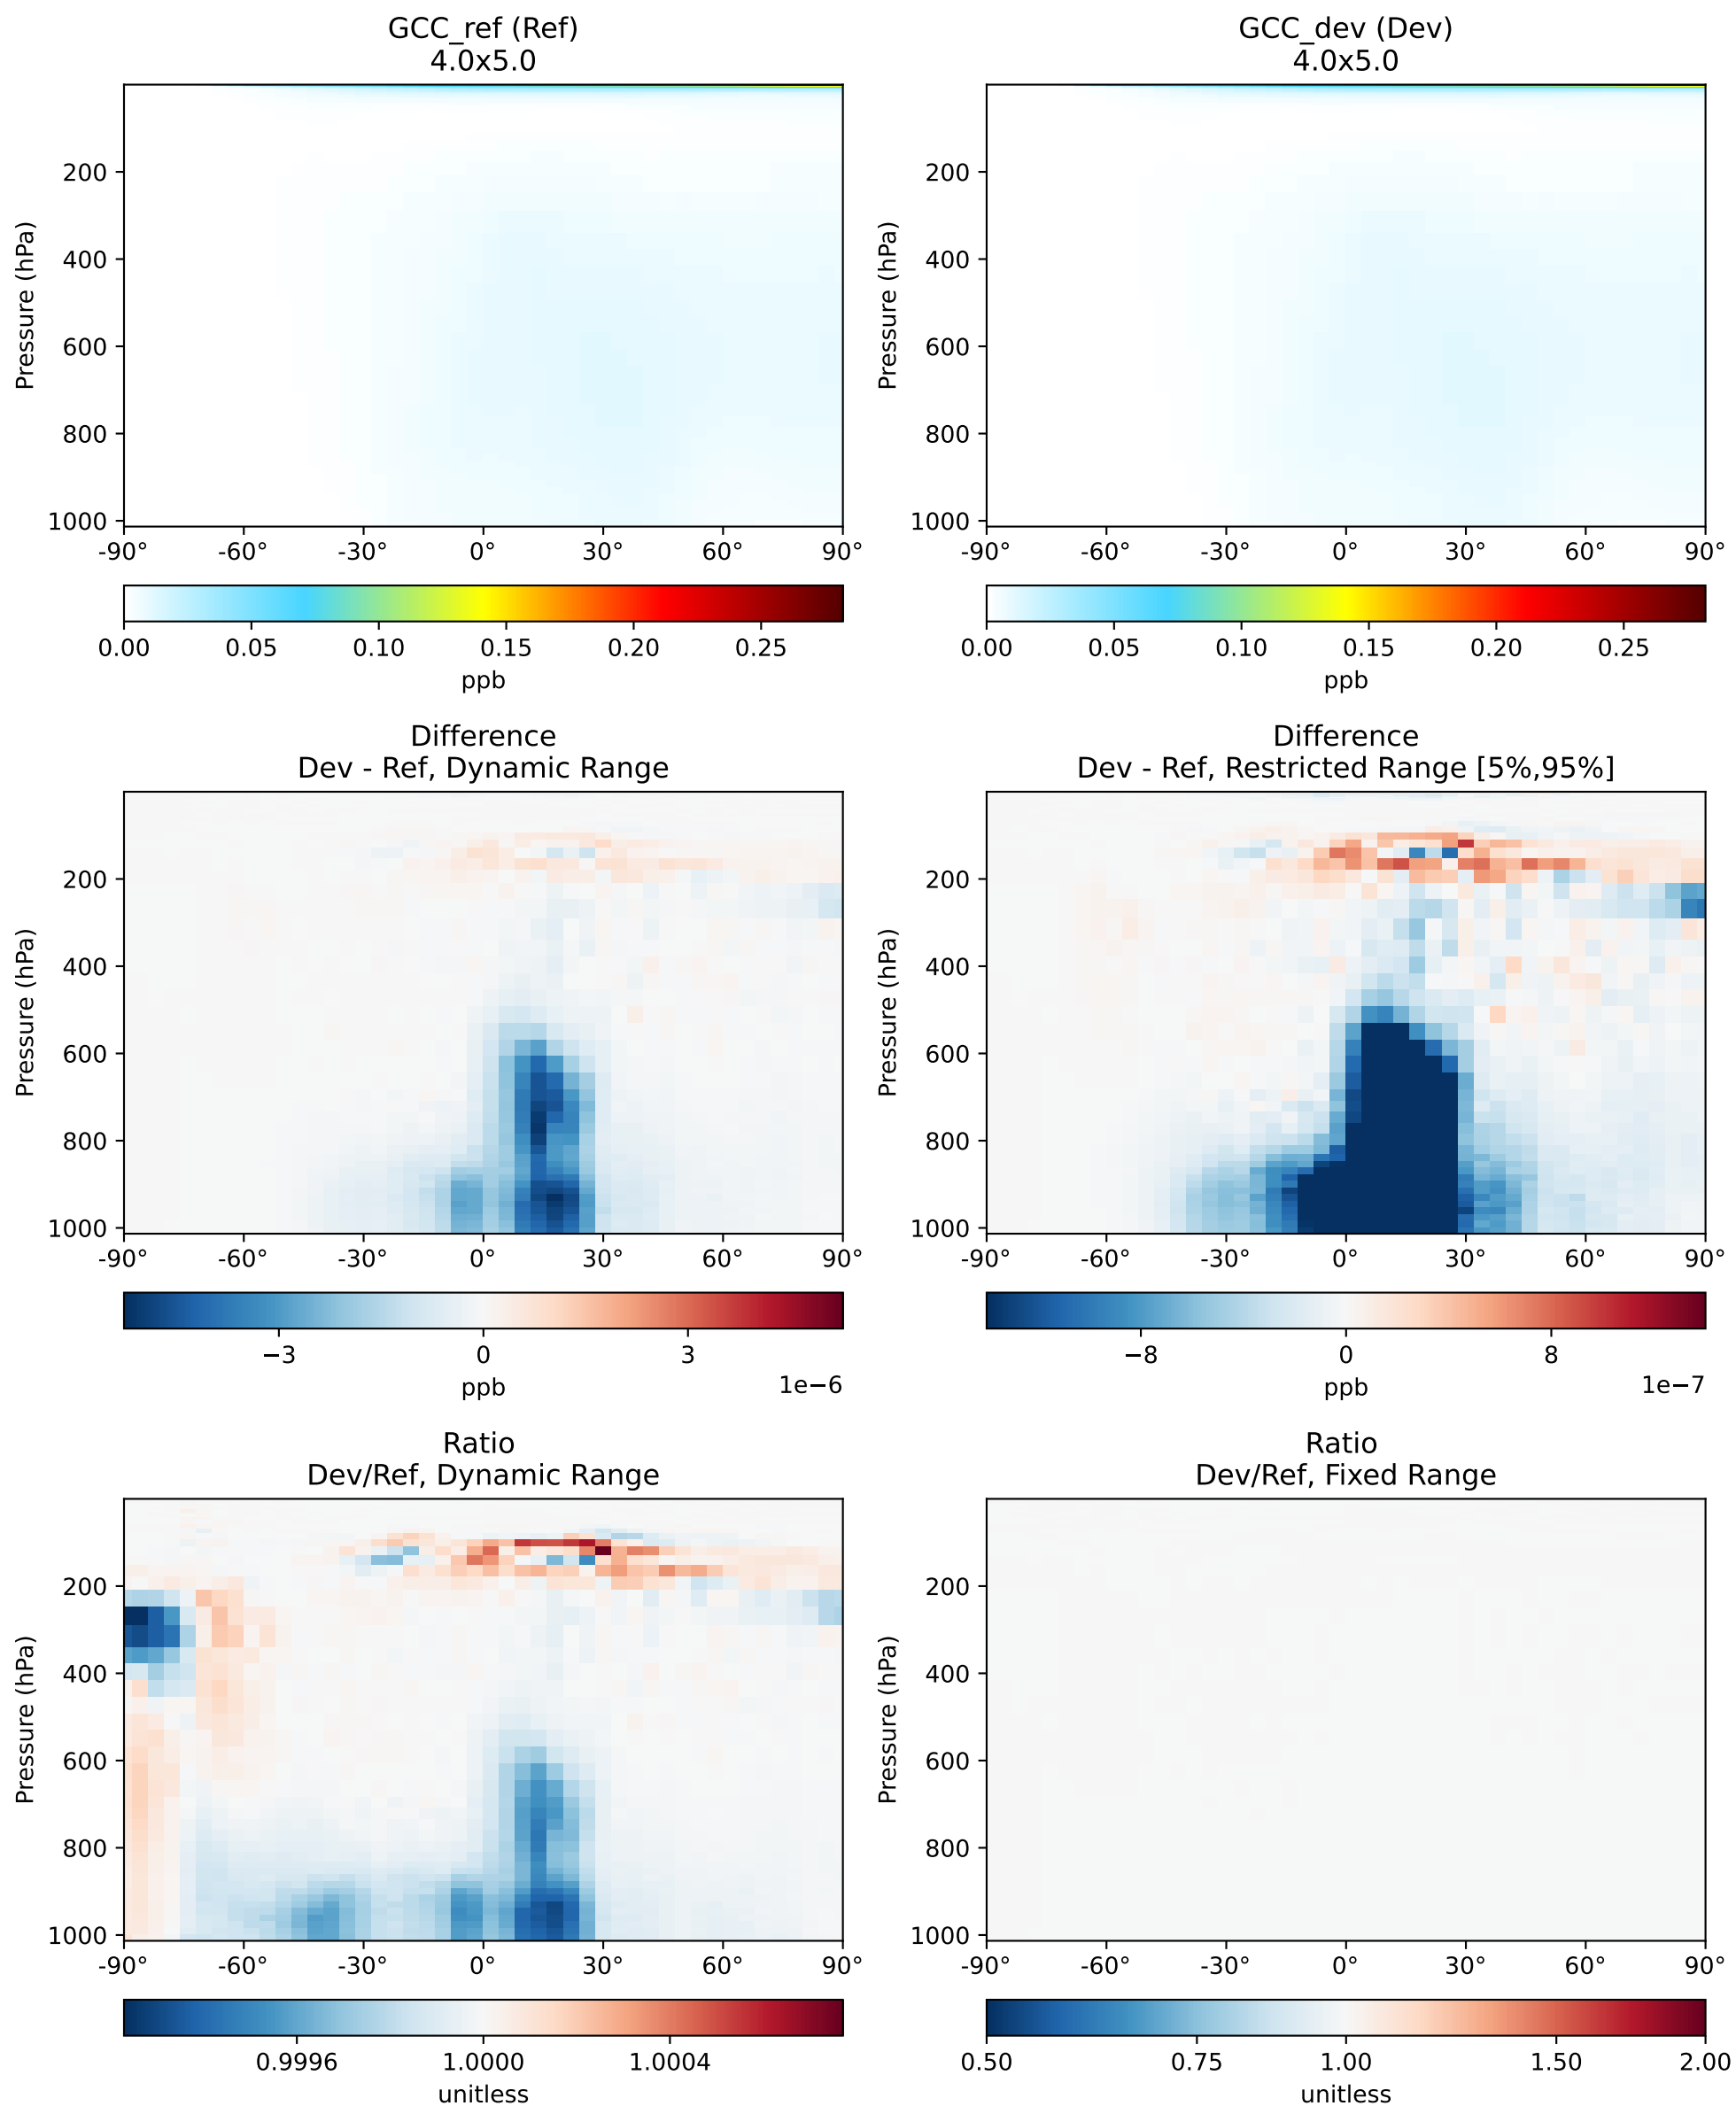 GCC_ref (Ref)
4.0x5.0
GCC_dev (Dev)
4.0x5.0
Pressure (hPa)
200
400
600
800
1000
-90° -60° -30° 0° 30° 60° 90°
0.00 0.05 0.10 0.15 0.20 0.25
ppb
Pressure (hPa)
200
400
600
800
1000
-90° -60° -30° 0° 30° 60° 90°
0.00 0.05 0.10 0.15 0.20 0.25
ppb
Difference
Dev - Ref, Dynamic Range
Pressure (hPa)
200
400
600
800
1000
-90° -60° -30° 0° 30° 60° 90°
−3 0 3
ppb
1e−6
Difference
Dev - Ref, Restricted Range [5%,95%]
Pressure (hPa)
200
400
600
800
1000
-90° -60° -30° 0° 30° 60° 90°
−8 0 8
ppb
1e−7
Ratio
Dev/Ref, Dynamic Range
Pressure (hPa)
200
400
600
800
1000
-90° -60° -30° 0° 30° 60° 90°
0.9996 1.0000 1.0004
unitless
Ratio
Dev/Ref, Fixed Range
Pressure (hPa)
200
400
600
800
1000
-90° -60° -30° 0° 30° 60° 90°
0.50 0.75 1.00 1.50 2.00
unitless